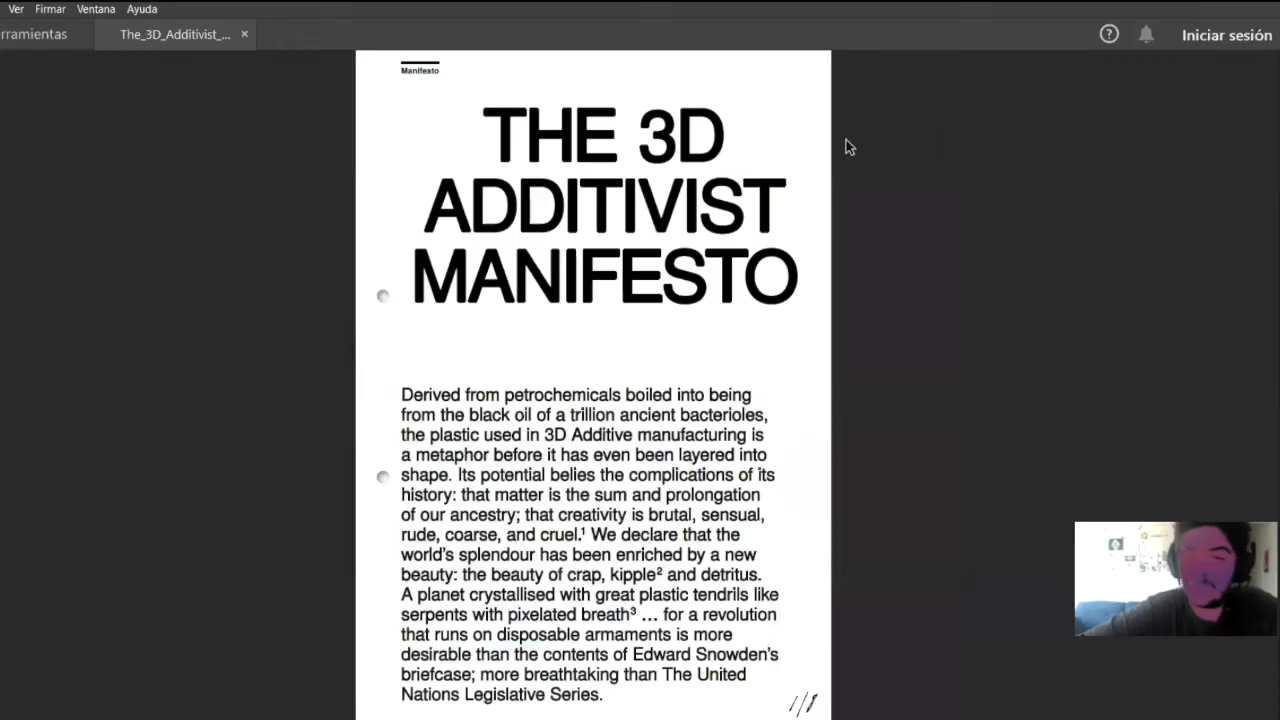 Ver Firmar Ventana Ayuda
rramientas The_3D_Additivist_... × ? Iniciar sesión
Manifesto
THE 3D
ADDITIVIST
MANIFESTO
Derived from petrochemicals boiled into being
from the black oil of a trillion ancient bacterioles,
the plastic used in 3D Additive manufacturing is
a metaphor before it has even been layered into
shape. Its potential belies the complications of its
history: that matter is the sum and prolongation
of our ancestry; that creativity is brutal, sensual,
rude, coarse, and cruel.¹ We declare that the
world's splendour has been enriched by a new
beauty: the beauty of crap, kipple² and detritus.
A planet crystallised with great plastic tendrils like
serpents with pixelated breath³ ... for a revolution
that runs on disposable armaments is more
desirable than the contents of Edward Snowden's
briefcase; more breathtaking than The United
Nations Legislative Series.
1/8